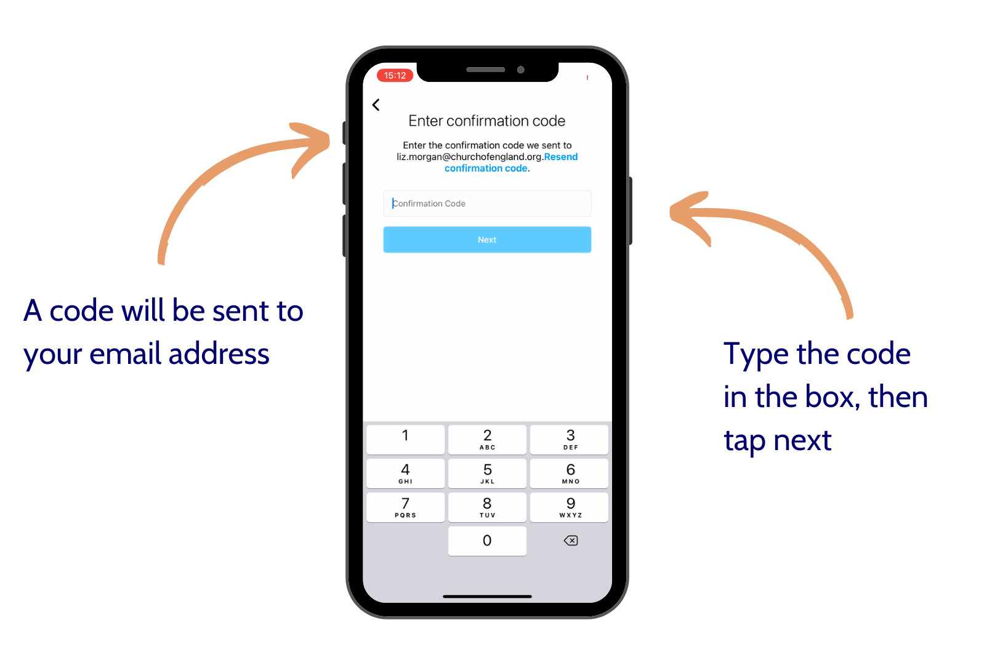 15:12
Enter confirmation code
Enter the confirmation code we sent to
liz.morgan@churchofengland.org.Resend
confirmation code.
Confirmation Code
Next
A code will be sent to
your email address
Type the code
in the box, then
tap next
1 2 3
ABC DEF
4 5 6
GHI JKL MNO
7 8 9
PQRS TUV WXYZ
0